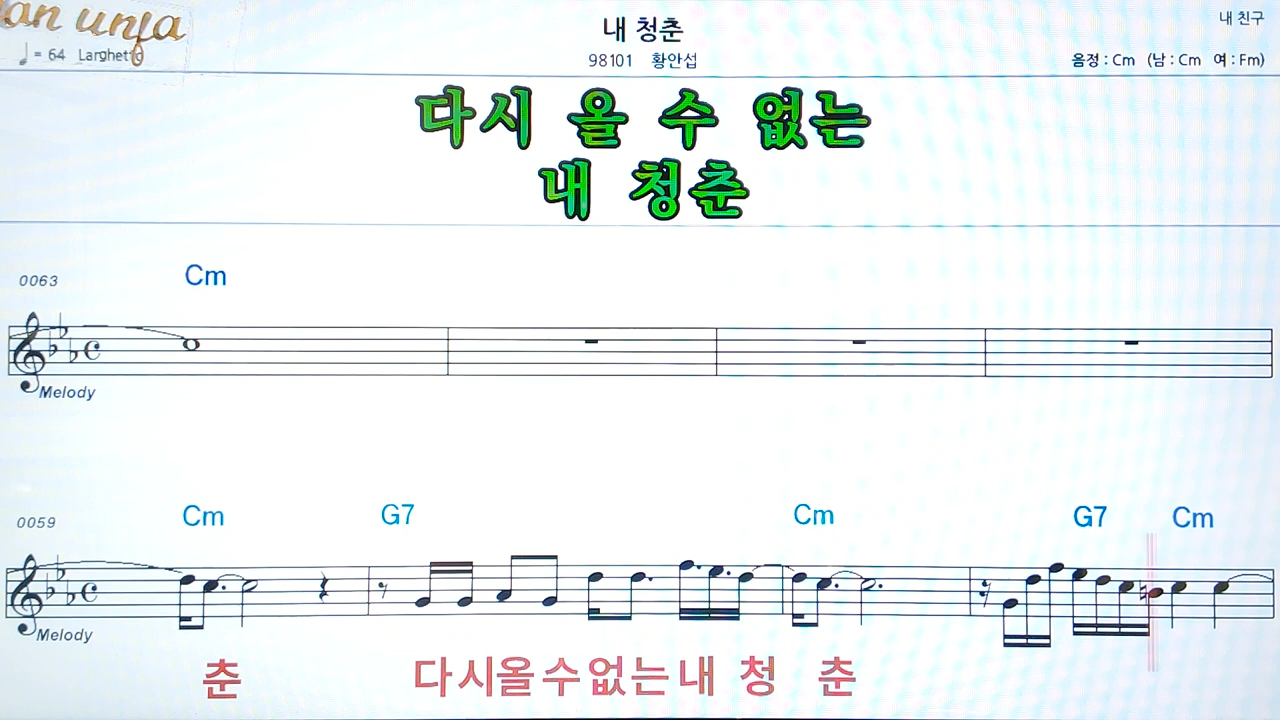 내 청춘
내 친구
♩= 64 Larghetto
98101 황안섭
음정 : Cm (남 : Cm 여 : Fm)
다시 올 수 없는
내 청춘
0063 Cm
Melody
0059 Cm G7 Cm G7 Cm
Melody
춘 다시올수없는내 청 춘